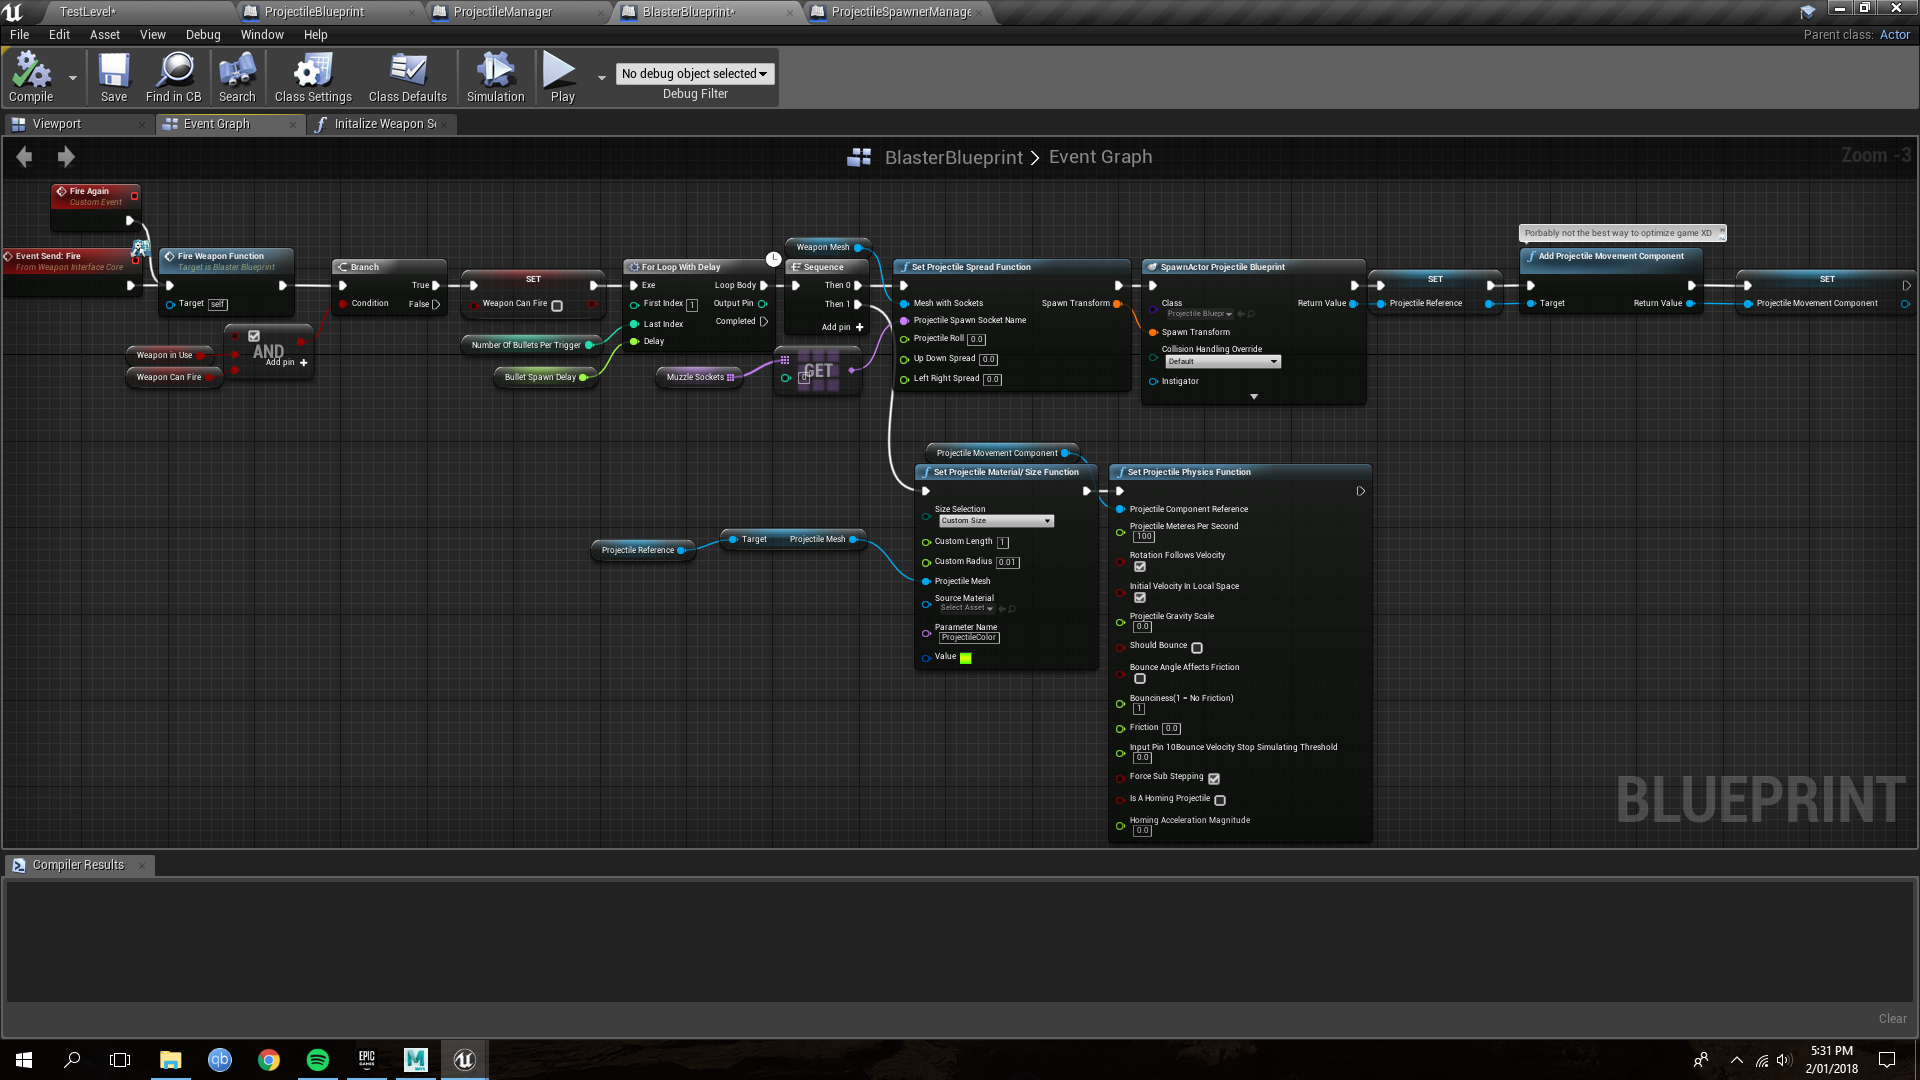 TestLevel*
ProjectileBlueprint
ProjectileManager
BlasterBlueprint*
ProjectileSpawnerManage
File Edit Asset View Debug Window Help
Parent class: Actor
Compile
Save
Find in CB
Search
Class Settings
Class Defaults
Simulation
Play
No debug object selected
Debug Filter
Viewport
Event Graph
Initalize Weapon S
BlasterBlueprint > Event Graph
Zoom -3
Fire Again
Custom Event
Event Send: Fire
From Weapon Interface Core
Fire Weapon Function
Target is Blaster Blueprint
Target self
Weapon in Use
Weapon Can Fire
AND
Add pin +
Branch
True
Condition
False
SET
Weapon Can Fire
Number Of Bullets Per Trigger
Bullet Spawn Delay
For Loop With Delay
Exe
Loop Body
First Index 1
Output Pin
Last Index
Completed
Delay
Muzzle Sockets
GET
0
Weapon Mesh
Sequence
Then 0
Then 1
Add pin +
Set Projectile Spread Function
Mesh with Sockets
Spawn Transform
Projectile Spawn Socket Name
Projectile Roll 0.0
Up Down Spread 0.0
Left Right Spread 0.0
SpawnActor Projectile Blueprint
Class
Projectile Bluepr
Return Value
Spawn Transform
Collision Handling Override
Default
Instigator
SET
Projectile Reference
Porbably not the best way to optimize game XD
Add Projectile Movement Component
Target
Return Value
SET
Projectile Movement Component
Projectile Movement Component
Set Projectile Material/ Size Function
Size Selection
Custom Size
Custom Length 1
Custom Radius 0.01
Projectile Mesh
Source Material
Select Asset
Parameter Name
ProjectileColor
Value
Projectile Reference
Target
Projectile Mesh
Set Projectile Physics Function
Projectile Component Reference
Projectile Meteres Per Second
100
Rotation Follows Velocity
Initial Velocity In Local Space
Projectile Gravity Scale
0.0
Should Bounce
Bounce Angle Affects Friction
Bounciness(1 = No Friction)
1
Friction 0.0
Input Pin 10Bounce Velocity Stop Simulating Threshold
0.0
Force Sub Stepping
Is A Homing Projectile
Homing Acceleration Magnitude
0.0
BLUEPRINT
Compiler Results
Clear
qb
EPIC
GAMES
M
5:31 PM
2/01/2018